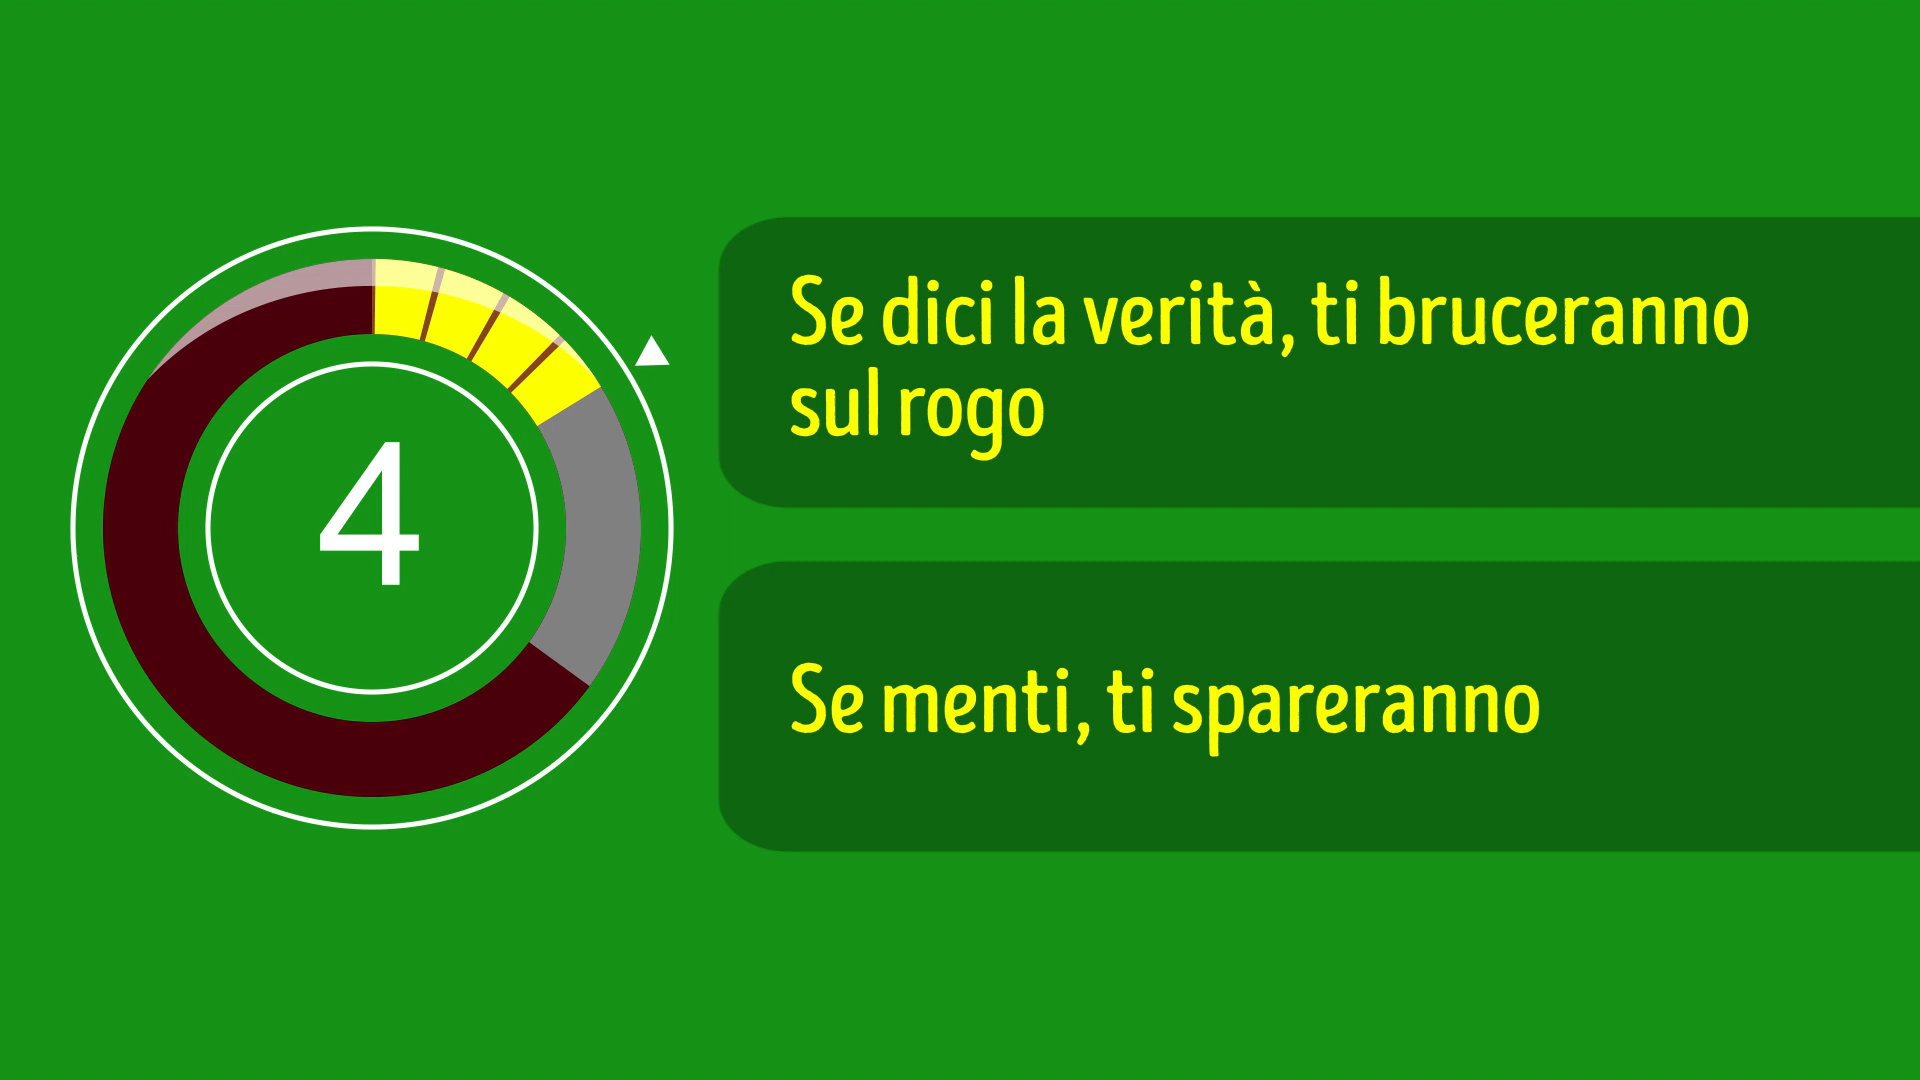 4
Se dici la verità, ti bruceranno
sul rogo
Se menti, ti spareranno